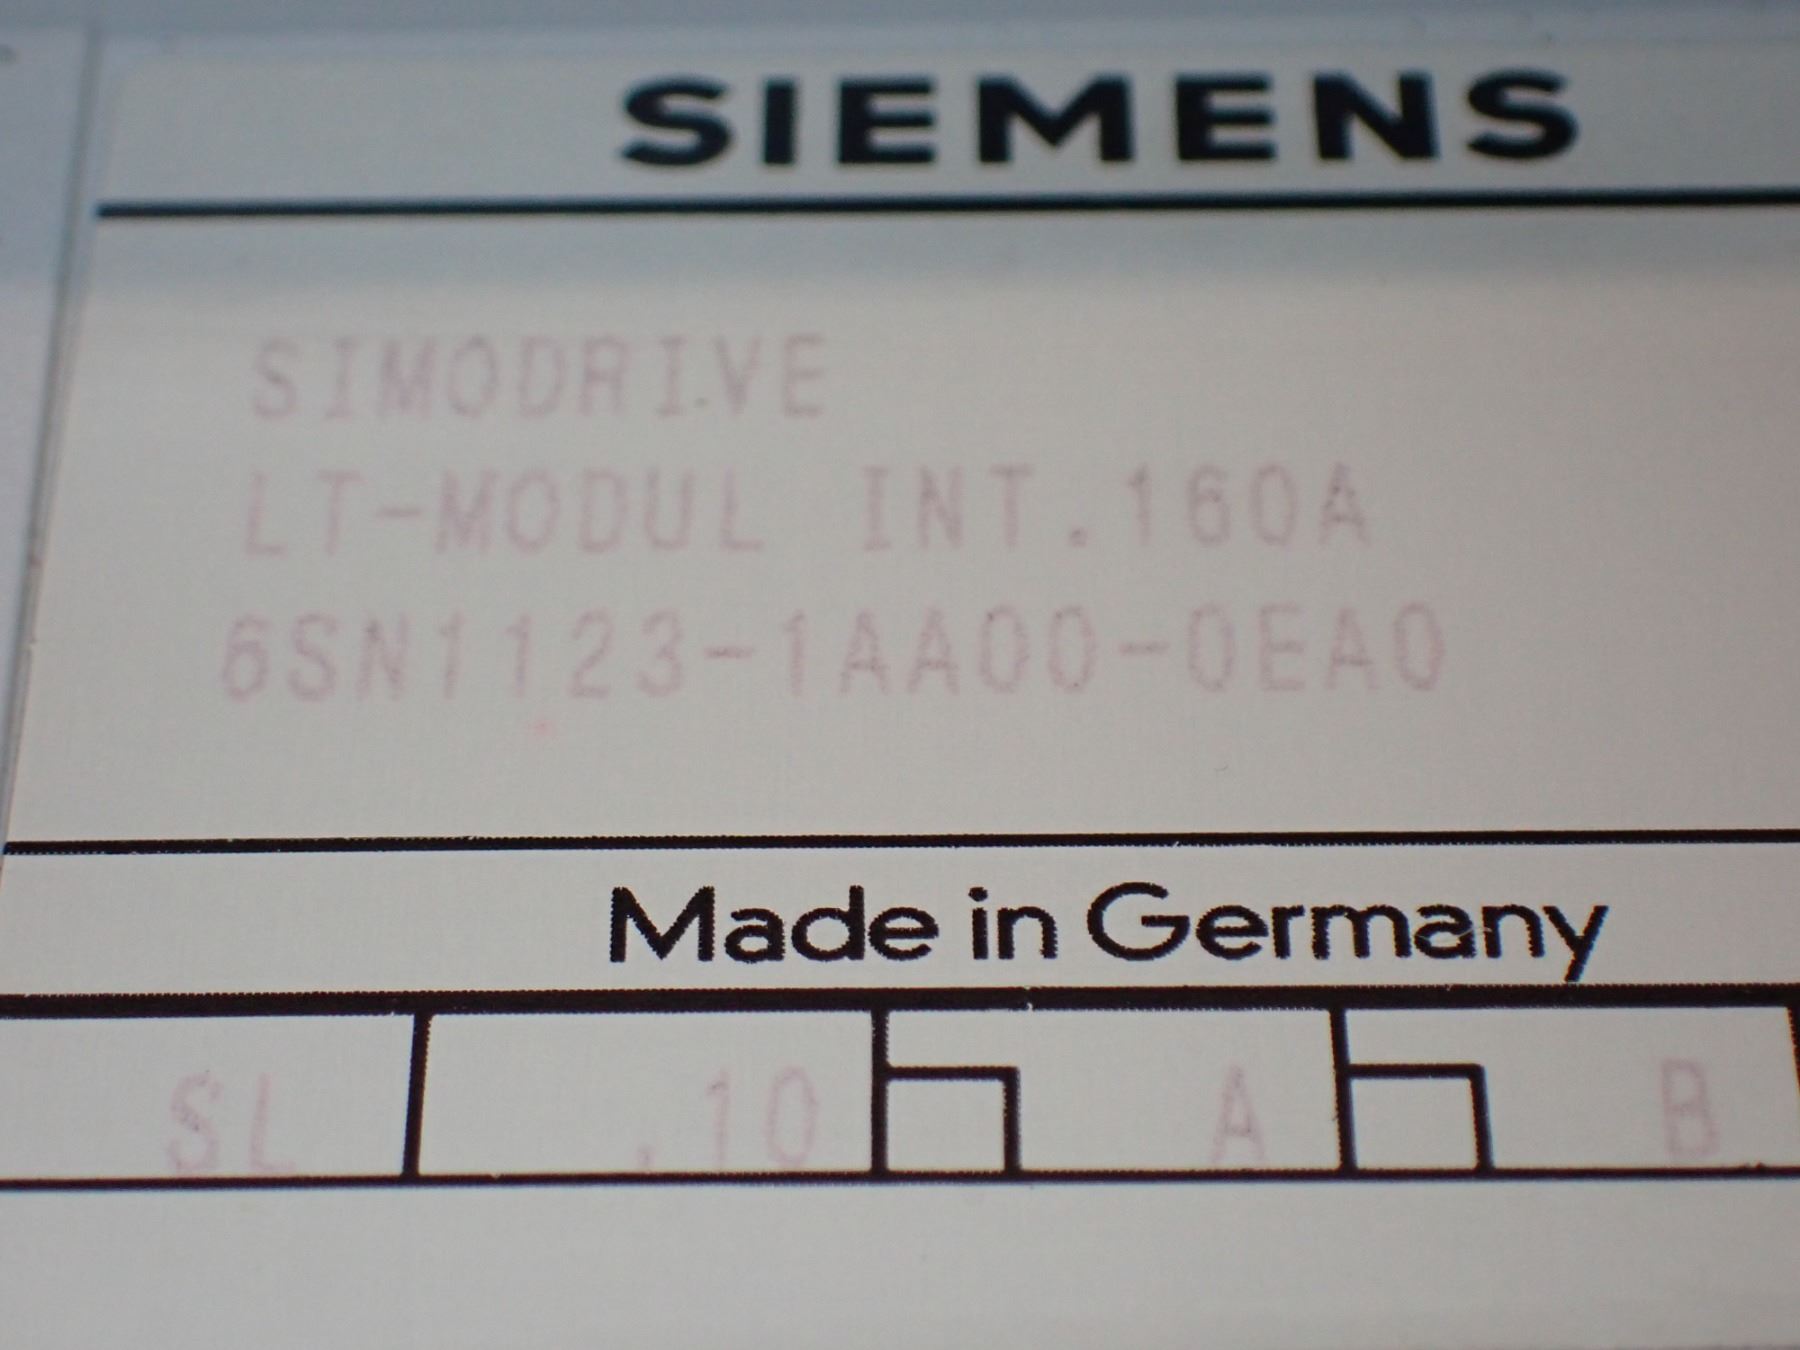 SIEMENS
SIMODRIVE
LT-MODUL INT.160A
6SN1123-1AA00-0EA0
Made in Germany
SL .10 A B